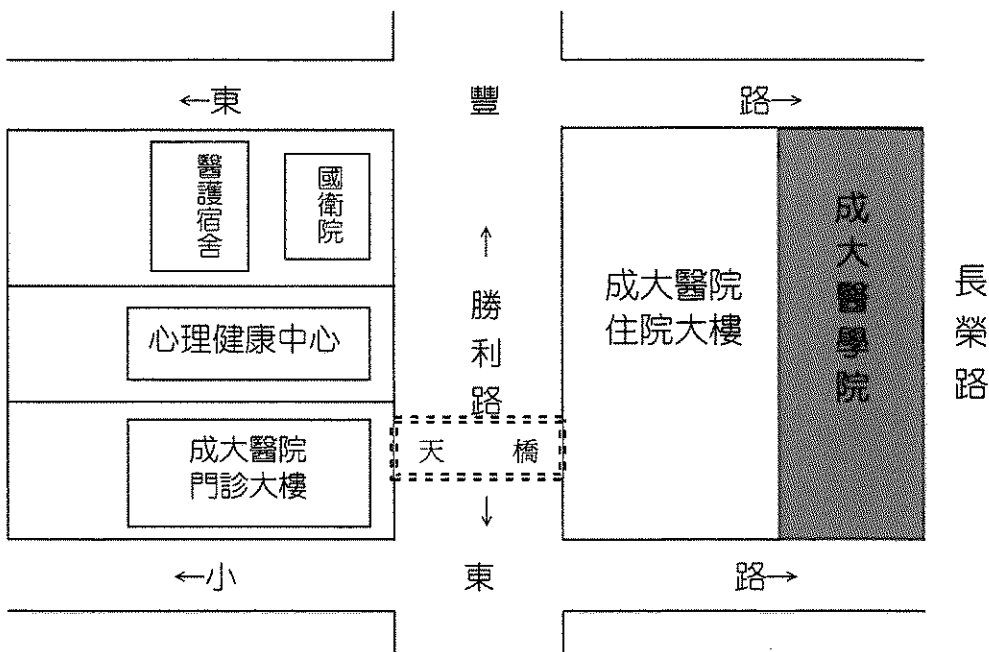 ←東 豐 路→
醫護宿舍
國衛院
↑
勝利路
↓
心理健康中心
成大醫院
門診大樓
天 橋
成大醫院
住院大樓
成大醫學院
長榮路
←小 東 路→